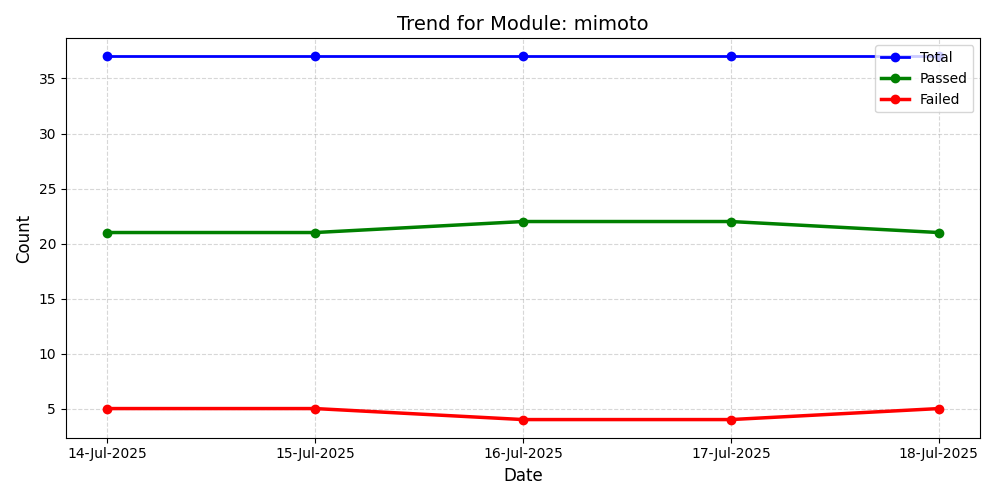 Trend for Module: mimoto
Total
Passed
Failed
Count
35
30
25
20
15
10
5
14-Jul-2025 15-Jul-2025 16-Jul-2025 17-Jul-2025 18-Jul-2025
Date